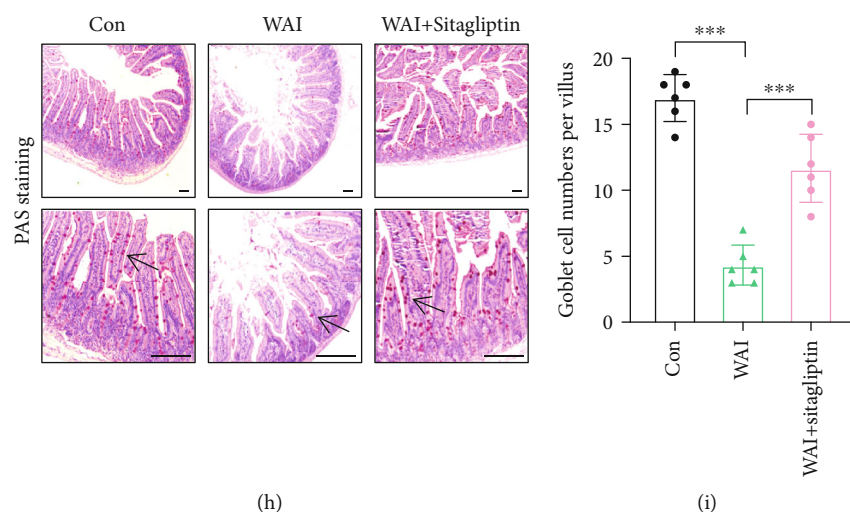 Con
WAI
WAI+Sitagliptin
PAS staining
(h)
***
***
20
15
10
5
0
Goblet cell numbers per villus
Con
WAI
WAI+sitagliptin
(i)